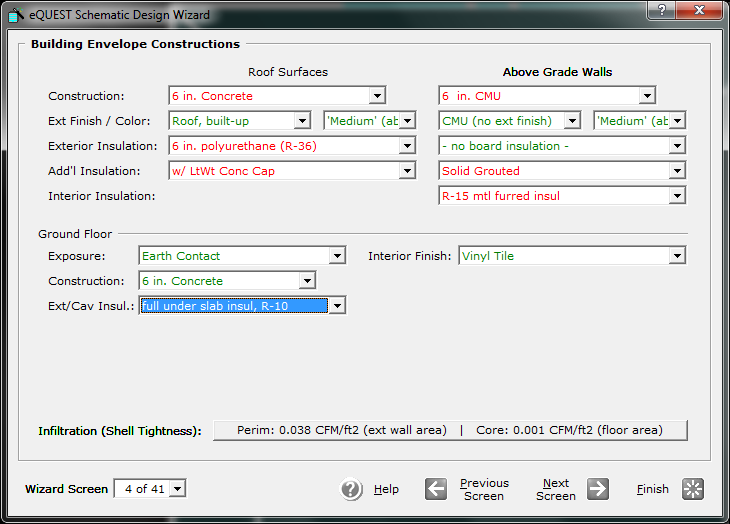 eQUEST Schematic Design Wizard
Building Envelope Constructions
Roof Surfaces Above Grade Walls
Construction: 6 in. Concrete 6 in. CMU
Ext Finish / Color: Roof, built-up 'Medium' (ab CMU (no ext finish) 'Medium' (ab
Exterior Insulation: 6 in. polyurethane (R-36) - no board insulation -
Add'l Insulation: w/ LtWt Conc Cap Solid Grouted
Interior Insulation: R-15 mtl furred insul
Ground Floor
Exposure: Earth Contact Interior Finish: Vinyl Tile
Construction: 6 in. Concrete
Ext/Cav Insul.: full under slab insul, R-10
Infiltration (Shell Tightness): Perim: 0.038 CFM/ft2 (ext wall area) | Core: 0.001 CFM/ft2 (floor area)
Wizard Screen 4 of 41 ? Help Previous Screen Next Screen Finish